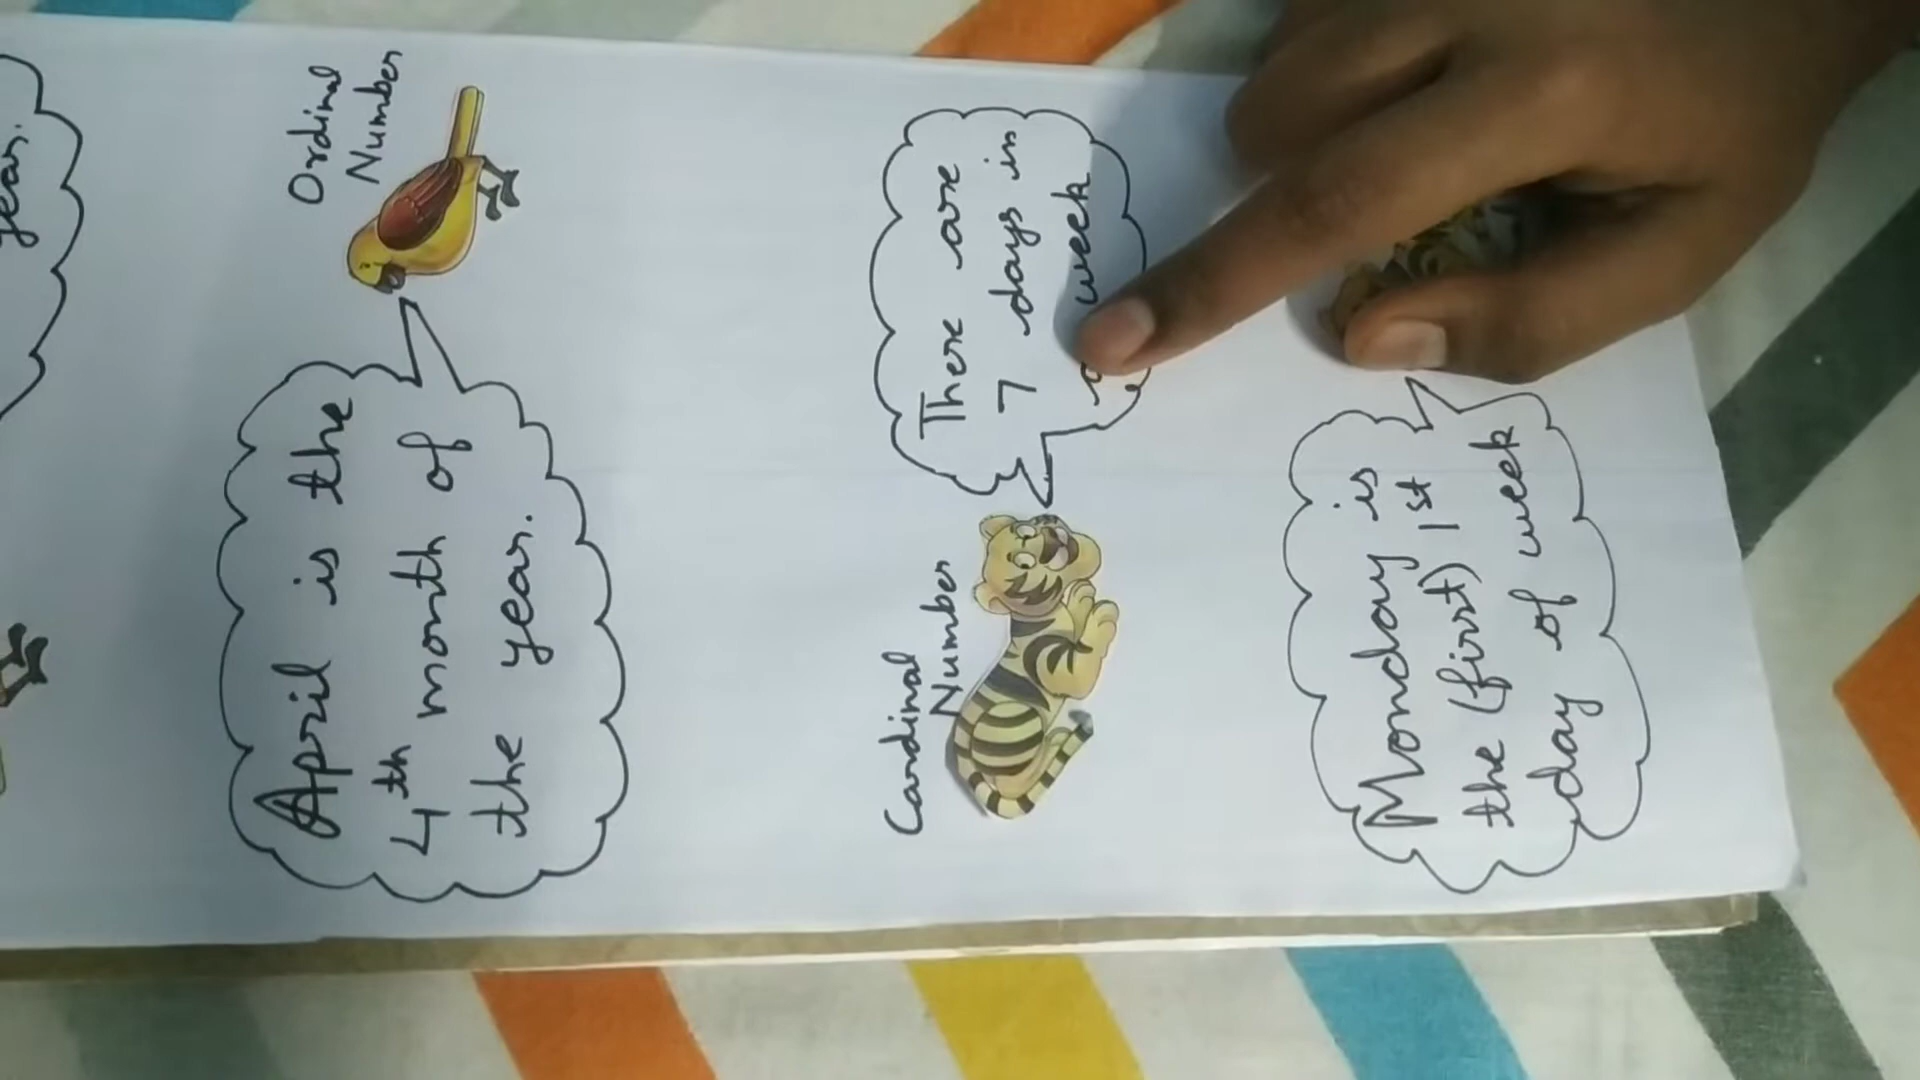 year.
Ordinal
Number
April is the
4th month of
the year.
There are
7 days in
a week
Cardinal
Number
Monday is
the (first) 1st
day of week